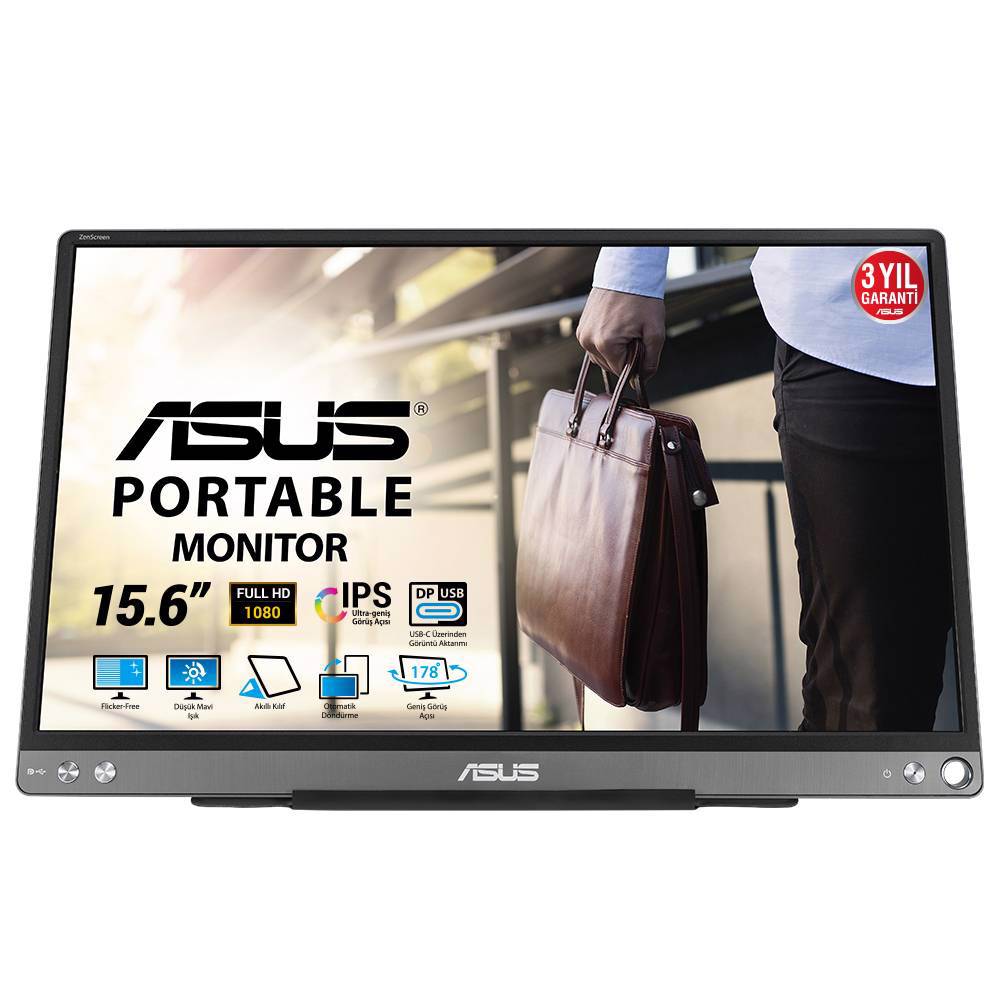 ZenScreen
3 YIL
GARANTİ
ASUS
ASUS®
PORTABLE
MONITOR
15.6”
FULL HD
1080
IPS
Ultra-geniş
Görüş Açısı
DP USB
USB-C Üzerinden
Görüntü Aktarımı
178°
Flicker-Free
Düşük Mavi
Işık
Akıllı Kılıf
Otomatik
Döndürme
Geniş Görüş
Açısı
ASUS